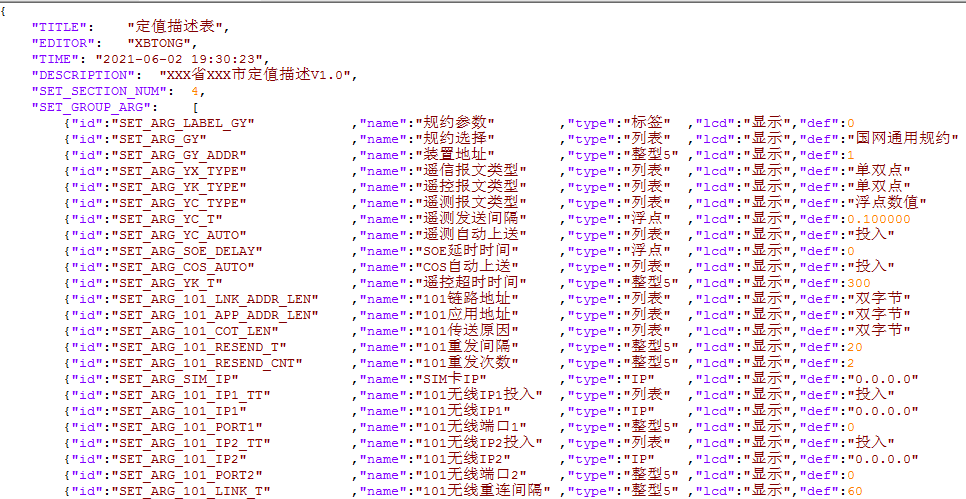 {
"TITLE": "定值描述表",
"EDITOR": "XBTONG",
"TIME": "2021-06-02 19:30:23",
"DESCRIPTION": "XXX省XXX市定值描述V1.0",
"SET_SECTION_NUM": 4,
"SET_GROUP_ARG": [
{"id":"SET_ARG_LABEL_GY" ,"name":"规约参数" ,"type":"标签" ,"lcd":"显示","def":0
{"id":"SET_ARG_GY" ,"name":"规约选择" ,"type":"列表" ,"lcd":"显示","def":"国网通用规约"
{"id":"SET_ARG_GY_ADDR" ,"name":"装置地址" ,"type":"整型5" ,"lcd":"显示","def":1
{"id":"SET_ARG_YX_TYPE" ,"name":"遥信报文类型" ,"type":"列表" ,"lcd":"显示","def":"单双点"
{"id":"SET_ARG_YK_TYPE" ,"name":"遥控报文类型" ,"type":"列表" ,"lcd":"显示","def":"单双点"
{"id":"SET_ARG_YC_TYPE" ,"name":"遥测报文类型" ,"type":"列表" ,"lcd":"显示","def":"浮点数值"
{"id":"SET_ARG_YC_T" ,"name":"遥测发送间隔" ,"type":"浮点" ,"lcd":"显示","def":0.100000
{"id":"SET_ARG_YC_AUTO" ,"name":"遥测自动上送" ,"type":"列表" ,"lcd":"显示","def":"投入"
{"id":"SET_ARG_SOE_DELAY" ,"name":"SOE延时时间" ,"type":"浮点" ,"lcd":"显示","def":0
{"id":"SET_ARG_COS_AUTO" ,"name":"COS自动上送" ,"type":"列表" ,"lcd":"显示","def":"投入"
{"id":"SET_ARG_YK_T" ,"name":"遥控超时时间" ,"type":"整型5" ,"lcd":"显示","def":300
{"id":"SET_ARG_101_LNK_ADDR_LEN" ,"name":"101链路地址" ,"type":"列表" ,"lcd":"显示","def":"双字节"
{"id":"SET_ARG_101_APP_ADDR_LEN" ,"name":"101应用地址" ,"type":"列表" ,"lcd":"显示","def":"双字节"
{"id":"SET_ARG_101_COT_LEN" ,"name":"101传送原因" ,"type":"列表" ,"lcd":"显示","def":"双字节"
{"id":"SET_ARG_101_RESEND_T" ,"name":"101重发间隔" ,"type":"整型5" ,"lcd":"显示","def":20
{"id":"SET_ARG_101_RESEND_CNT" ,"name":"101重发次数" ,"type":"整型5" ,"lcd":"显示","def":2
{"id":"SET_ARG_SIM_IP" ,"name":"SIM卡IP" ,"type":"IP" ,"lcd":"显示","def":"0.0.0.0"
{"id":"SET_ARG_101_IP1_TT" ,"name":"101无线IP1投入" ,"type":"列表" ,"lcd":"显示","def":"投入"
{"id":"SET_ARG_101_IP1" ,"name":"101无线IP1" ,"type":"IP" ,"lcd":"显示","def":"0.0.0.0"
{"id":"SET_ARG_101_PORT1" ,"name":"101无线端口1" ,"type":"整型5" ,"lcd":"显示","def":0
{"id":"SET_ARG_101_IP2_TT" ,"name":"101无线IP2投入" ,"type":"列表" ,"lcd":"显示","def":"投入"
{"id":"SET_ARG_101_IP2" ,"name":"101无线IP2" ,"type":"IP" ,"lcd":"显示","def":"0.0.0.0"
{"id":"SET_ARG_101_PORT2" ,"name":"101无线端口2" ,"type":"整型5" ,"lcd":"显示","def":0
{"id":"SET_ARG_101_LINK_T" ,"name":"101无线重连间隔" ,"type":"整型5" ,"lcd":"显示","def":60